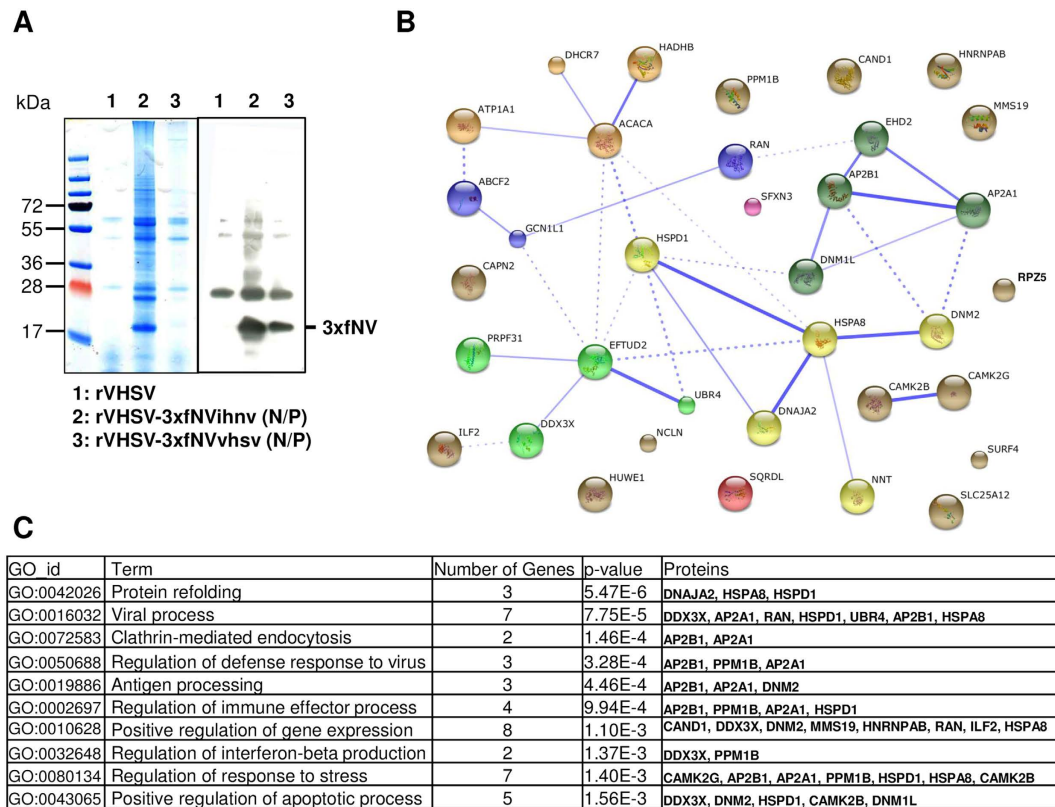 A
B
kDa 1 2 3 1 2 3
72
55
36
28
17
3xfNV
1: rVHSV
2: rVHSV-3xfNVihnv (N/P)
3: rVHSV-3xfNVvhsv (N/P)
DHCR7
HADHB
PPM1B
CAND1
HNRNPAB
MMS19
ATP1A1
ACACA
RAN
EHD2
AP2B1
AP2A1
ABCF2
SFXN3
GCN1L1
HSPD1
DNM1L
CAPN2
RPZ5
HSPA8
DNM2
PRPF31
EFTUD2
UBR4
CAMK2B
CAMK2G
DNAJA2
ILF2
DDX3X
NCLN
SURF4
HUWE1
SQRDL
NNT
SLC25A12
C
GO_id Term Number of Genes p-value Proteins
GO:0042026 Protein refolding 3 5.47E-6 DNAJA2, HSPA8, HSPD1
GO:0016032 Viral process 7 7.75E-5 DDX3X, AP2A1, RAN, HSPD1, UBR4, AP2B1, HSPA8
GO:0072583 Clathrin-mediated endocytosis 2 1.46E-4 AP2B1, AP2A1
GO:0050688 Regulation of defense response to virus 3 3.28E-4 AP2B1, PPM1B, AP2A1
GO:0019886 Antigen processing 3 4.46E-4 AP2B1, AP2A1, DNM2
GO:0002697 Regulation of immune effector process 4 9.94E-4 AP2B1, PPM1B, AP2A1, HSPD1
GO:0010628 Positive regulation of gene expression 8 1.10E-3 CAND1, DDX3X, DNM2, MMS19, HNRNPAB, RAN, ILF2, HSPA8
GO:0032648 Regulation of interferon-beta production 2 1.37E-3 DDX3X, PPM1B
GO:0080134 Regulation of response to stress 7 1.40E-3 CAMK2G, AP2B1, AP2A1, PPM1B, HSPD1, HSPA8, CAMK2B
GO:0043065 Positive regulation of apoptotic process 5 1.56E-3 DDX3X, DNM2, HSPD1, CAMK2B, DNM1L